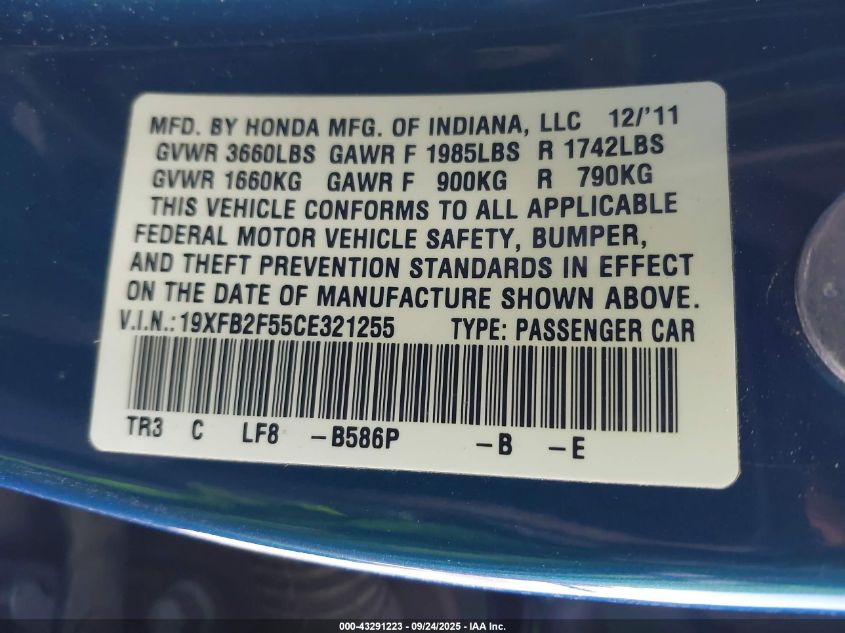 MFD. BY HONDA MFG. OF INDIANA, LLC 12/'11
GVWR 3660LBS GAWR F 1985LBS R 1742LBS
GVWR 1660KG GAWR F 900KG R 790KG
THIS VEHICLE CONFORMS TO ALL APPLICABLE
FEDERAL MOTOR VEHICLE SAFETY, BUMPER,
AND THEFT PREVENTION STANDARDS IN EFFECT
ON THE DATE OF MANUFACTURE SHOWN ABOVE.
V.I.N.:19XFB2F55CE321255 TYPE: PASSENGER CAR
TR3 C LF8 -B586P -B -E
000-43291223 - 09/24/2025 - IAA Inc.